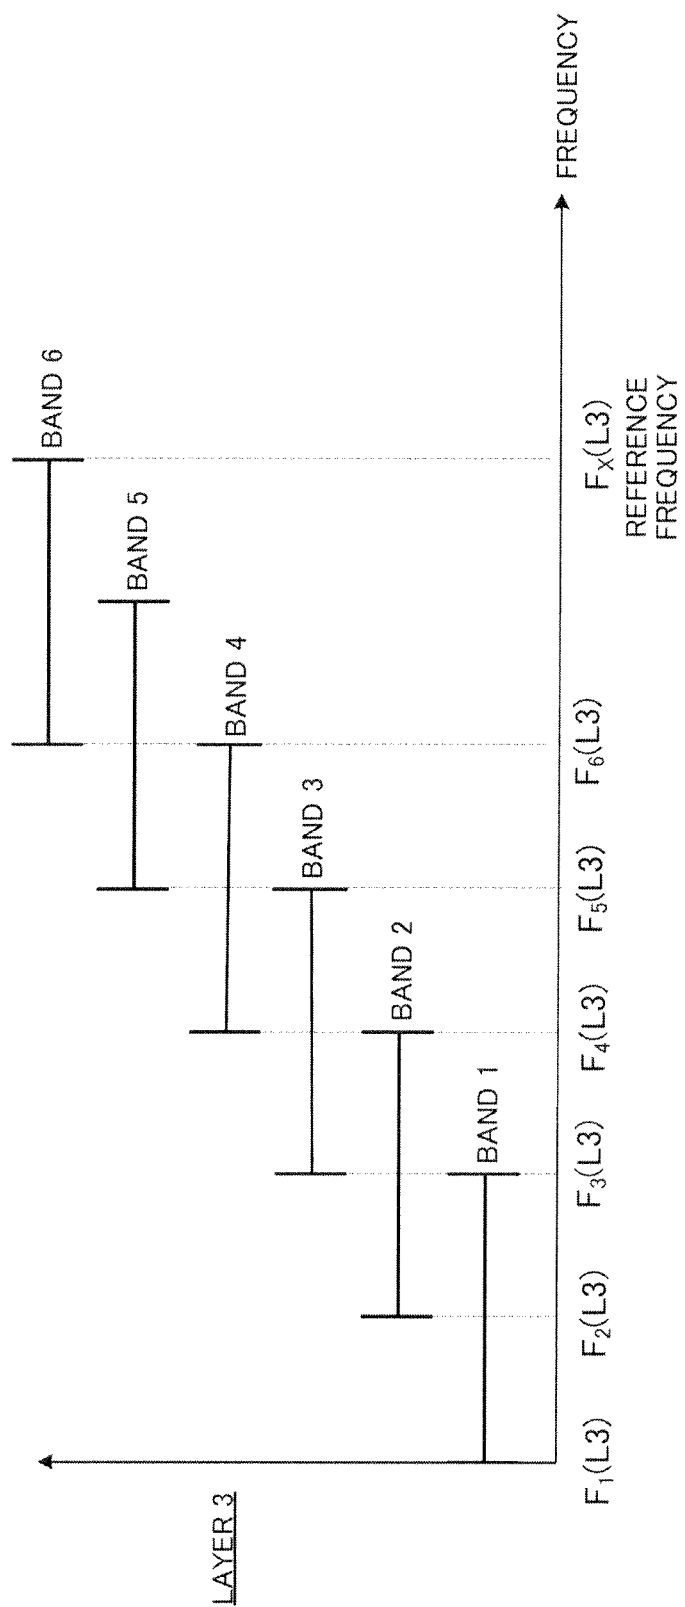 LAYER 3
BAND 6
BAND 5
BAND 4
BAND 3
BAND 2
BAND 1
F₁(L3) F₂(L3) F₃(L3) F₄(L3) F₅(L3) F₆(L3) Fₓ(L3) FREQUENCY
REFERENCE
FREQUENCY